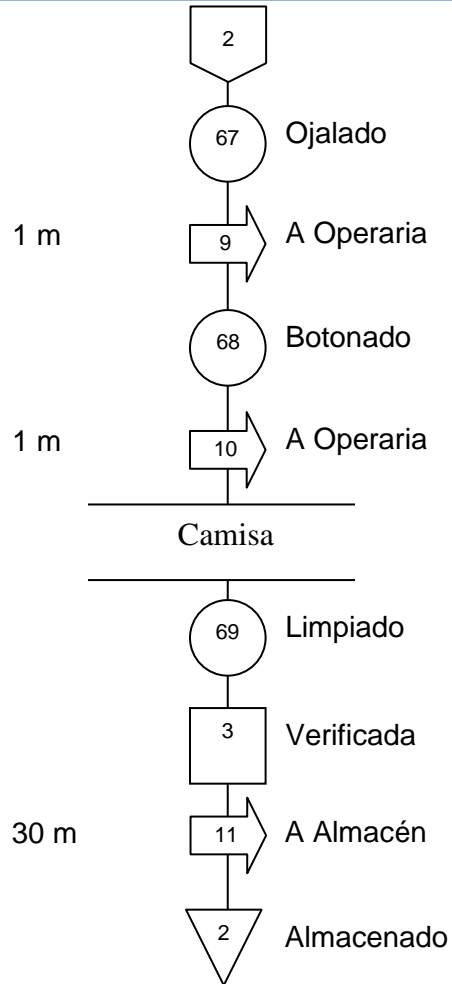 2
67 Ojalado
1 m 9 A Operaria
68 Botonado
1 m 10 A Operaria
Camisa
69 Limpiado
3 Verificada
30 m 11 A Almacén
2 Almacenado